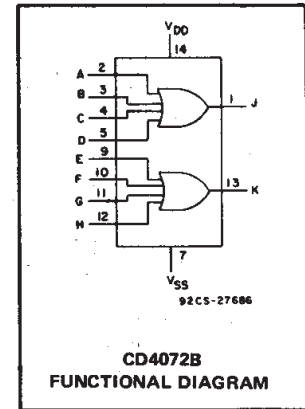 VDD
14
A 2
B 3
C 4
D 5
1 J
E 9
F 10
G 11
H 12
13 K
7
VSS
92CS-27686
CD4072B
FUNCTIONAL DIAGRAM